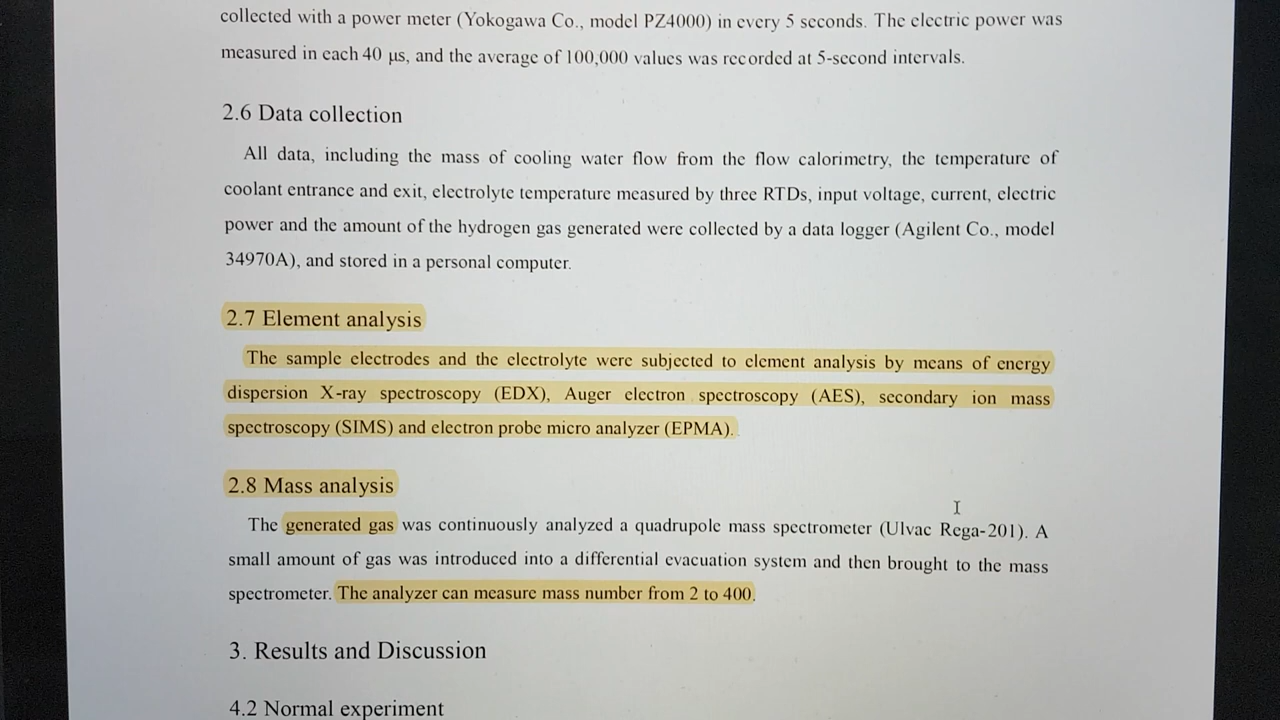 collected with a power meter (Yokogawa Co., model PZ4000) in every 5 seconds. The electric power was
measured in each 40 μs, and the average of 100,000 values was recorded at 5-second intervals.
2.6 Data collection
All data, including the mass of cooling water flow from the flow calorimetry, the temperature of
coolant entrance and exit, electrolyte temperature measured by three RTDs, input voltage, current, electric
power and the amount of the hydrogen gas generated were collected by a data logger (Agilent Co., model
34970A), and stored in a personal computer.
2.7 Element analysis
The sample electrodes and the electrolyte were subjected to element analysis by means of energy
dispersion X-ray spectroscopy (EDX), Auger electron spectroscopy (AES), secondary ion mass
spectroscopy (SIMS) and electron probe micro analyzer (EPMA).
2.8 Mass analysis
The generated gas was continuously analyzed a quadrupole mass spectrometer (Ulvac Rega-201). A
small amount of gas was introduced into a differential evacuation system and then brought to the mass
spectrometer. The analyzer can measure mass number from 2 to 400.
3. Results and Discussion
4.2 Normal experiment